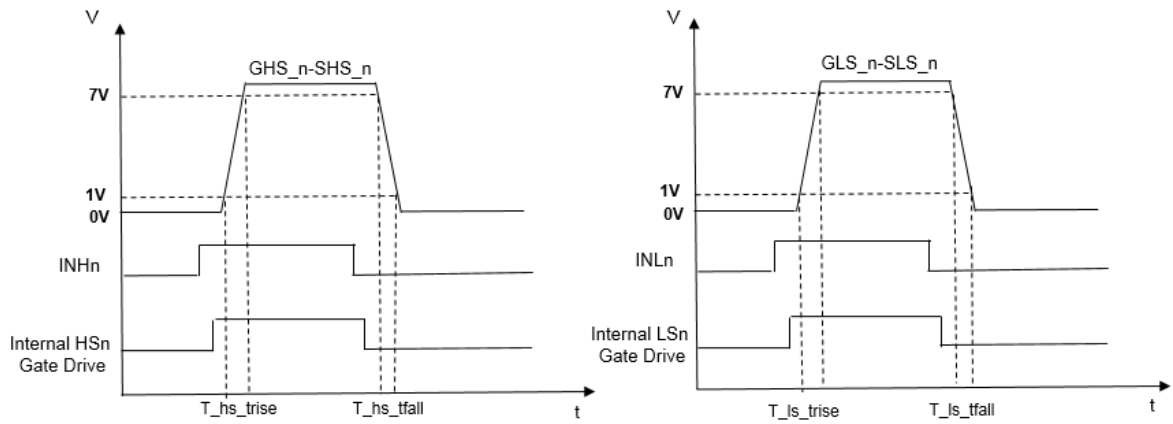 V
GHS_n-SHS_n
7V
1V
0V
INHn
Internal HSn
Gate Drive
T_hs_trise
T_hs_tfall
t
V
GLS_n-SLS_n
7V
1V
0V
INLn
Internal LSn
Gate Drive
T_ls_trise
T_ls_tfall
t